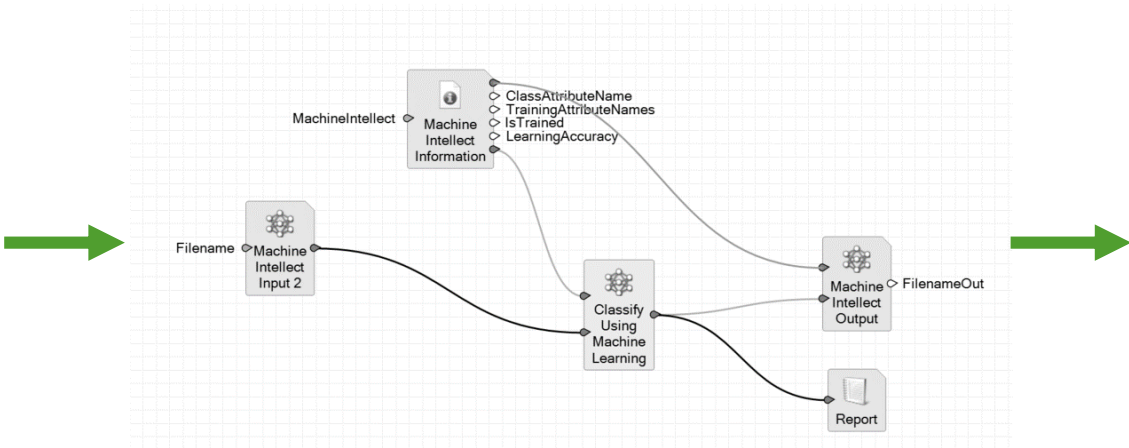 ClassAttributeName
TrainingAttributeNames
IsTrained
LearningAccuracy
MachineIntellect
Machine
Intellect
Information
Filename
Machine
Intellect
Input 2
Classify
Using
Machine
Learning
Machine
Intellect
Output
FilenameOut
Report